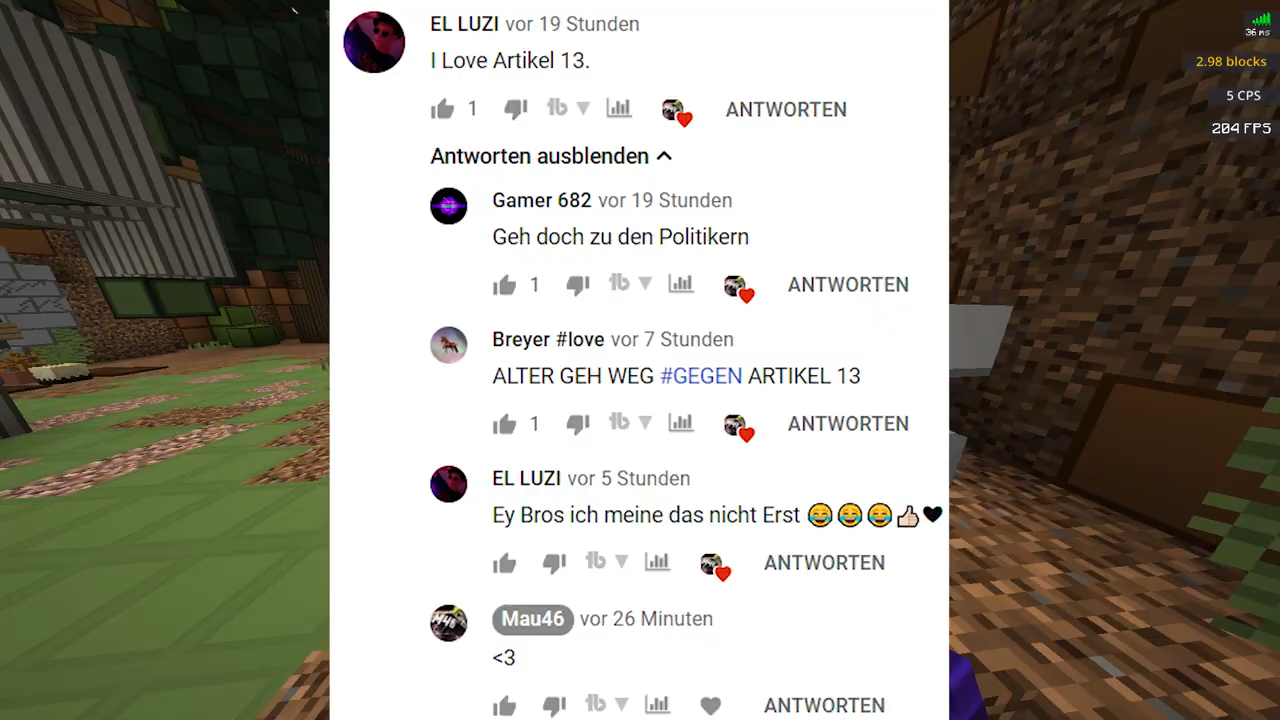 EL LUZI vor 19 Stunden
I Love Artikel 13.
1 ANTWORTEN
Antworten ausblenden
Gamer 682 vor 19 Stunden
Geh doch zu den Politikern
1 ANTWORTEN
Breyer #love vor 7 Stunden
ALTER GEH WEG #GEGEN ARTIKEL 13
1 ANTWORTEN
EL LUZI vor 5 Stunden
Ey Bros ich meine das nicht Erst 😂😂😂👍🏻🖤
ANTWORTEN
Mau46 vor 26 Minuten
<3
ANTWORTEN
36 ms
2.98 blocks
5 CPS
204 FPS